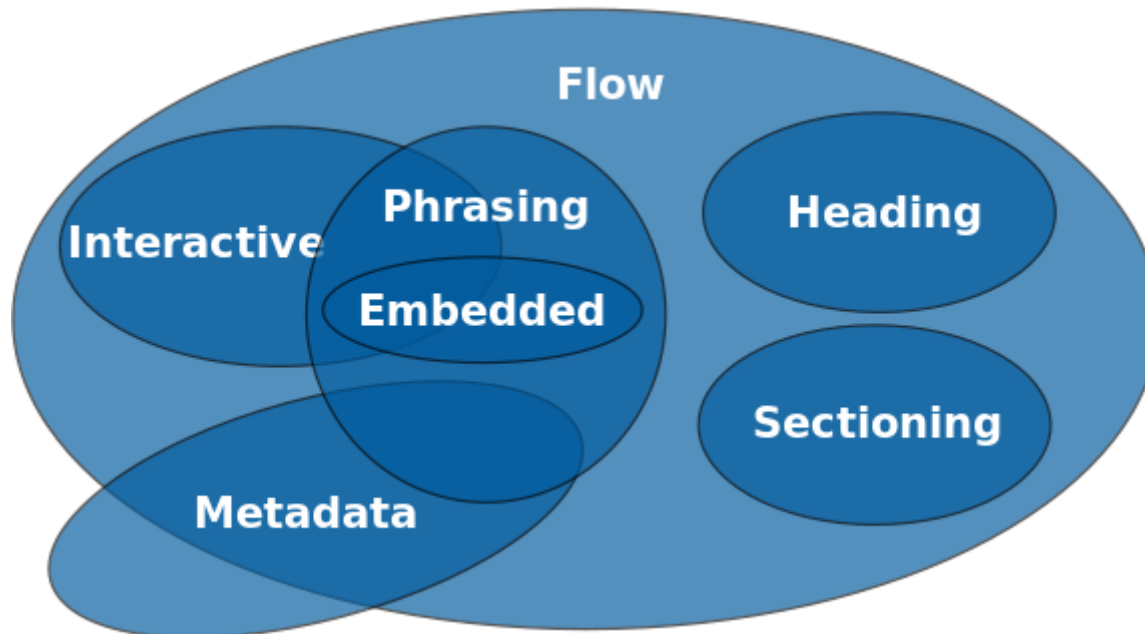 Flow
Phrasing
Interactive
Heading
Embedded
Sectioning
Metadata